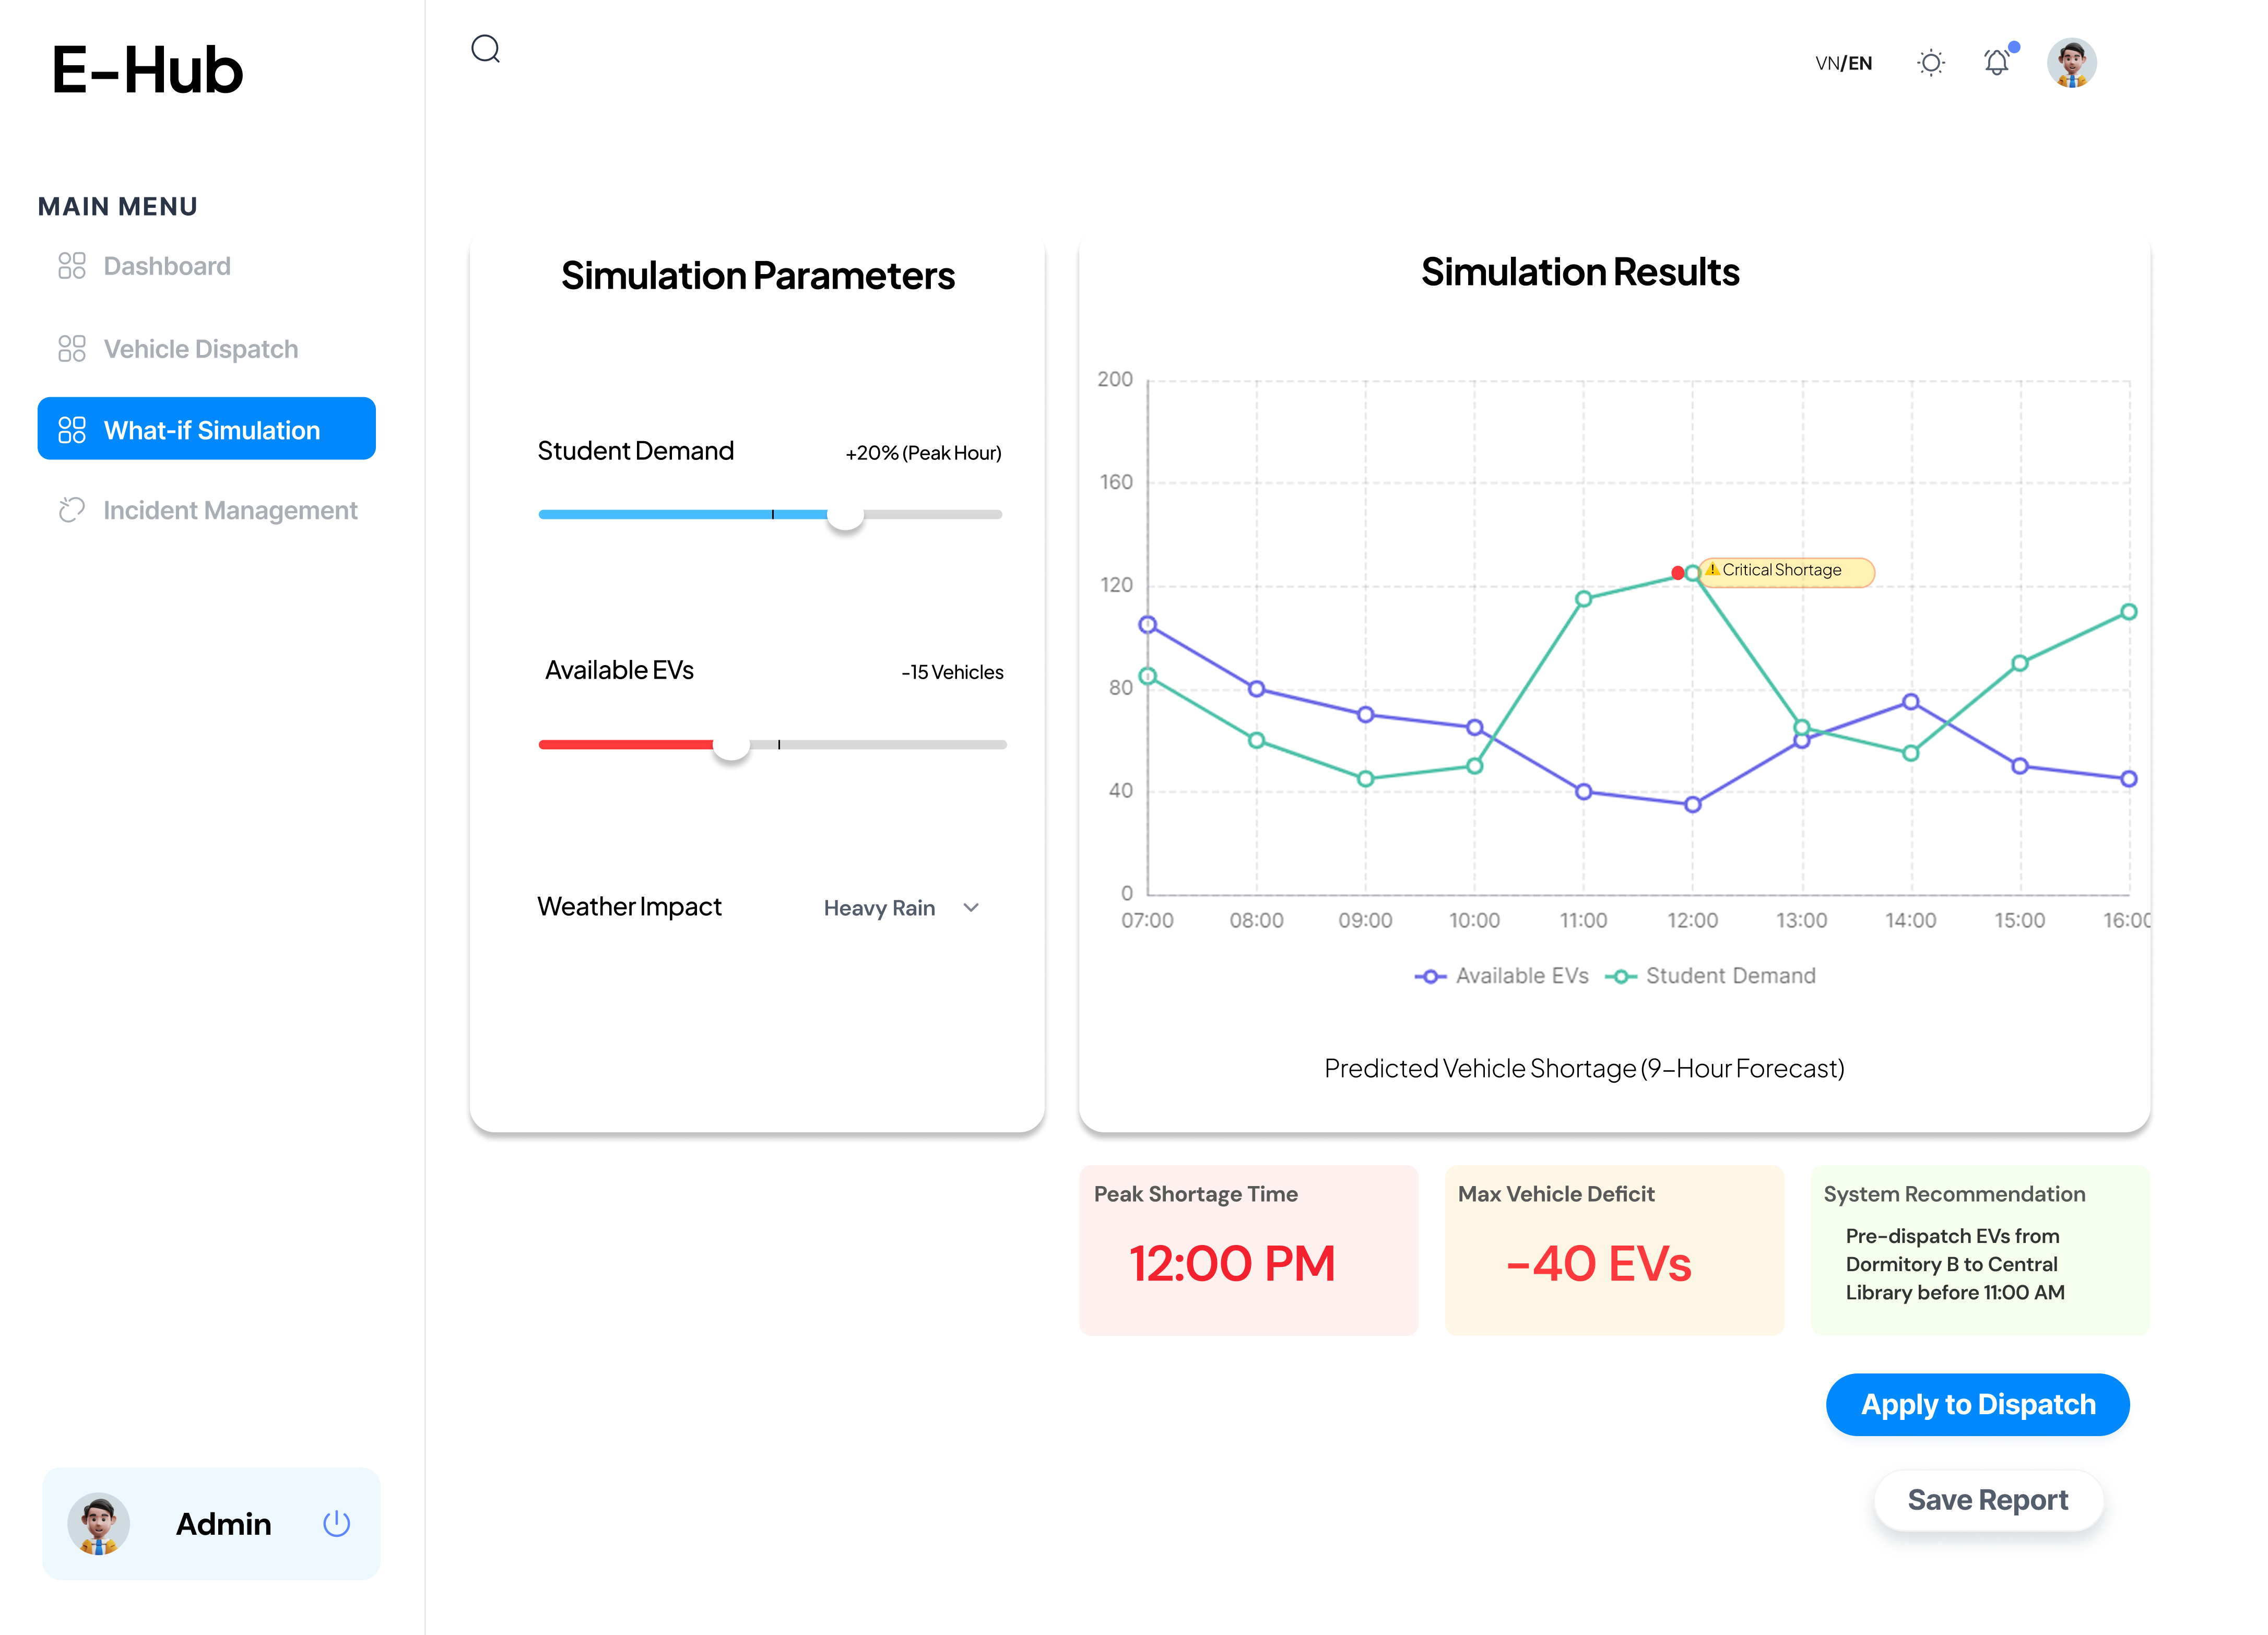 E-Hub
VN/EN
MAIN MENU
Dashboard
Vehicle Dispatch
What-if Simulation
Incident Management
Admin
Simulation Parameters
Student Demand
+20% (Peak Hour)
Available EVs
-15 Vehicles
Weather Impact
Heavy Rain
Simulation Results
200
160
120
80
40
0
Critical Shortage
07:00
08:00
09:00
10:00
11:00
12:00
13:00
14:00
15:00
16:00
Available EVs
Student Demand
Predicted Vehicle Shortage (9-Hour Forecast)
Peak Shortage Time
12:00 PM
Max Vehicle Deficit
-40 EVs
System Recommendation
Pre-dispatch EVs from
Dormitory B to Central
Library before 11:00 AM
Apply to Dispatch
Save Report